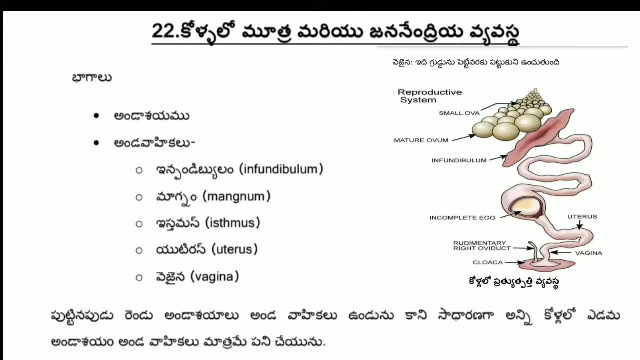 22.కోళ్ళలో మూత్ర మరియు జననేంద్రియ వ్యవస్థ
వెజైన: ఇది గ్రుడ్డును పెట్టేవరకు పట్టుకుని ఉంచుతుంది
భాగాలు
• అండాశయము
• అండవాహికలు-
○ ఇన్ఫండిబ్యులం (infundibulum)
○ మాగ్నం (mangnum)
○ ఇస్తమస్ (isthmus)
○ యుటిరస్ (uterus)
○ వెజైన (vagina)
Reproductive
System
SMALL OVA
MATURE OVUM
INFUNDIBULUM
INCOMPLETE EGG
UTERUS
RUDIMENTARY
RIGHT OVIDUCT
VAGINA
CLOACA
కోళ్లలో ప్రత్యుత్పత్తి వ్యవస్థ
పుట్టినపుడు రెండు అండాశయాలు అండ వాహికలు ఉండును కాని సాధారణగా అన్ని కోళ్లలో ఎడమ
అండాశయం అండ వాహికలు మాత్రమే పని చేయును.